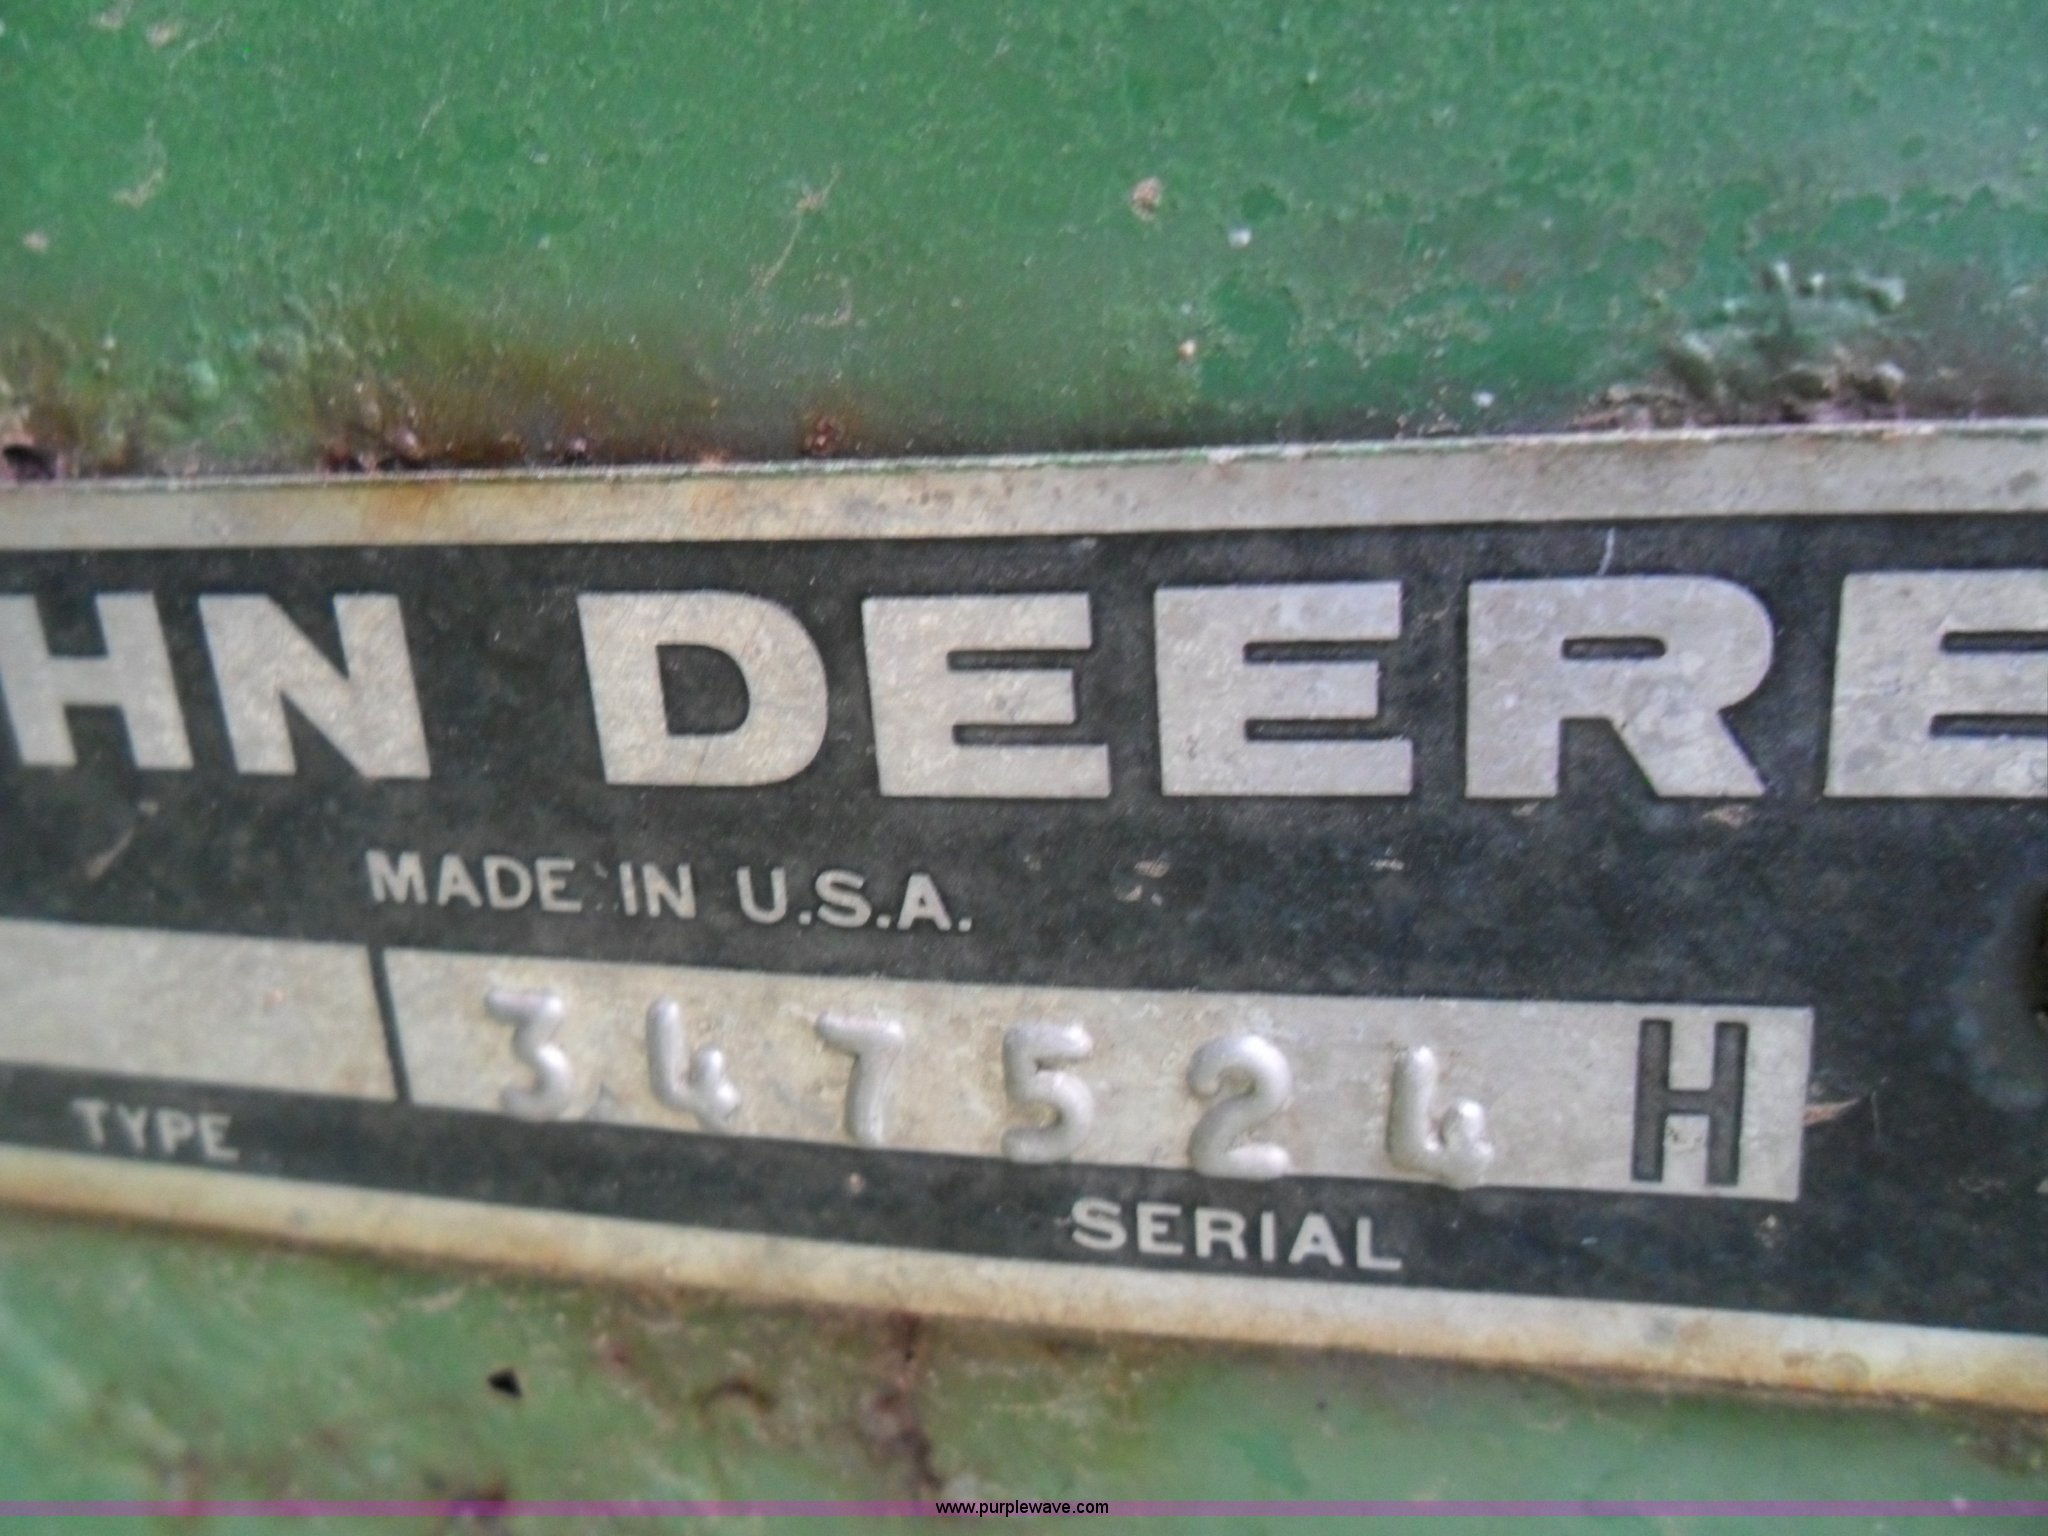 HN DEERE
MADE IN U.S.A.
347524 H
TYPE
SERIAL
www.purplewave.com